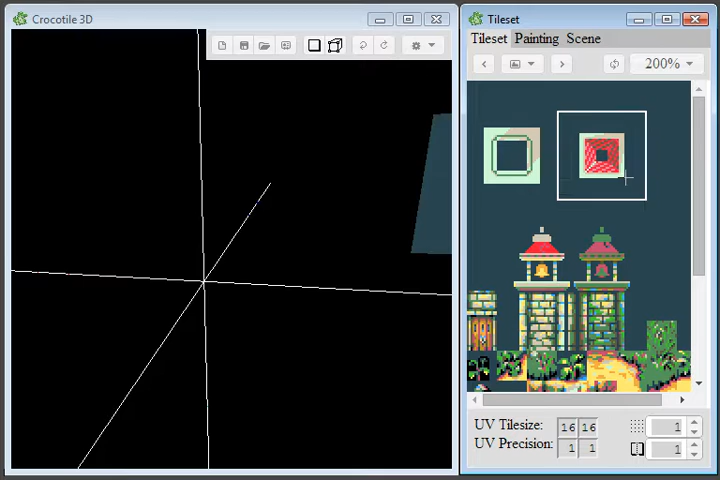 Crocotile 3D
Tileset
Tileset Painting Scene
200%
UV Tilesize: 16 16 1
UV Precision: 1 1 1